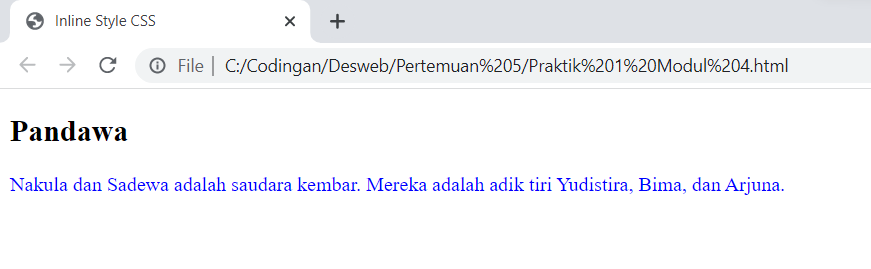 Inline Style CSS
File | C:/Codingan/Desweb/Pertemuan%205/Praktik%201%20Modul%204.html
Pandawa
Nakula dan Sadewa adalah saudara kembar. Mereka adalah adik tiri Yudistira, Bima, dan Arjuna.